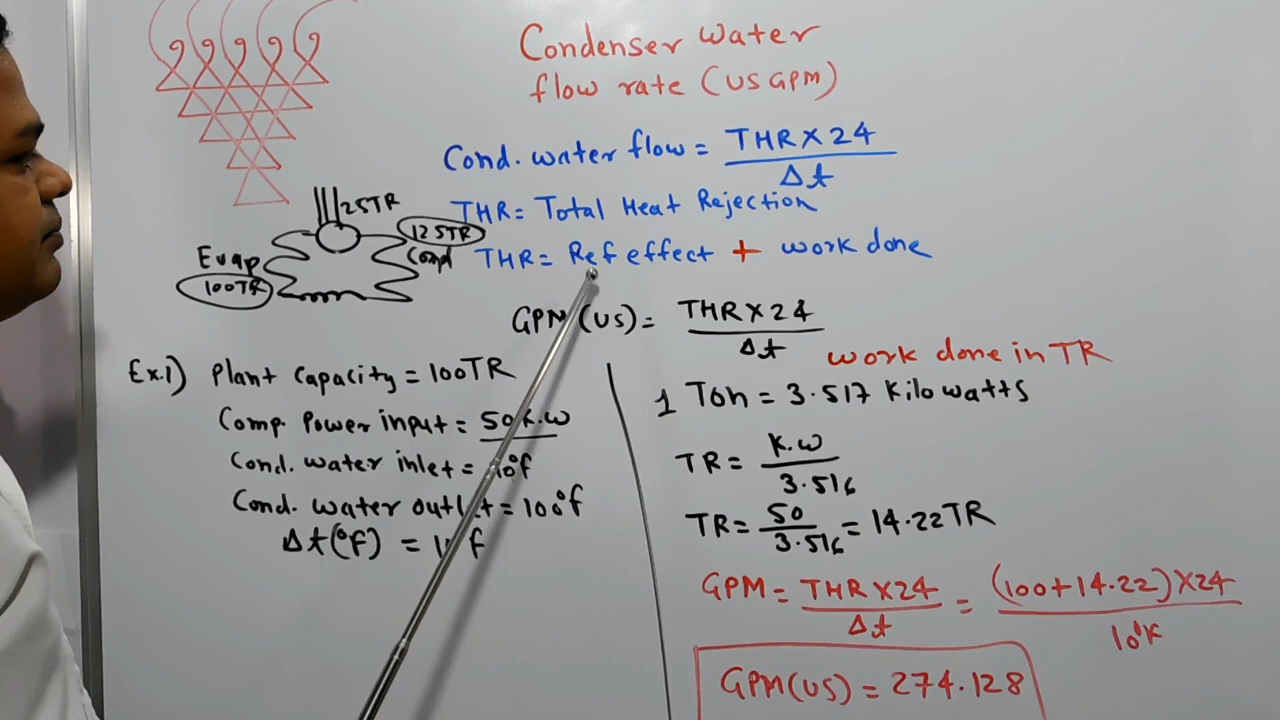 Condenser water
flow rate (US GPM)
Cond. water flow = THR X 24 / Δt
THR = Total Heat Rejection
THR = Ref effect + work done
25TR
125TR
Cond
Evap
100TR
GPM (US) = THR X 24 / Δt
Ex.1) Plant Capacity = 100TR
Comp. Power input = 50 K.W
Cond. water inlet =
Cond. water outlet = 100°f
Δt(°f) =
work done in TR
1 Ton = 3.517 Kilo watts
TR = K.W / 3.516
TR = 50 / 3.516 = 14.22TR
GPM = THR X 24 / Δt = (100+14.22) X 24 / 10°K
GPM(US) = 274.128